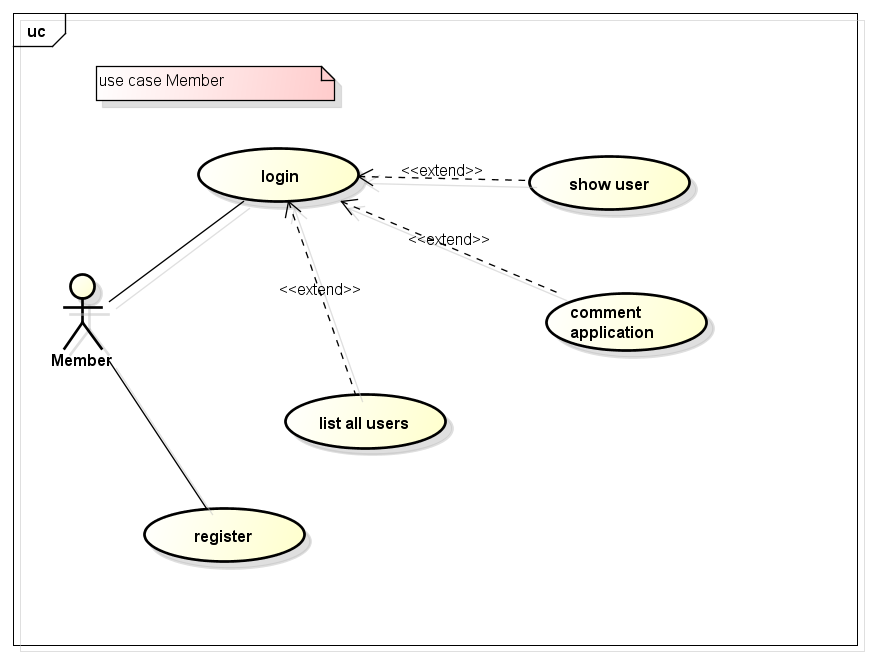 uc
use case Member
login
<<extend>>
show user
<<extend>>
<<extend>>
comment
application
Member
list all users
register